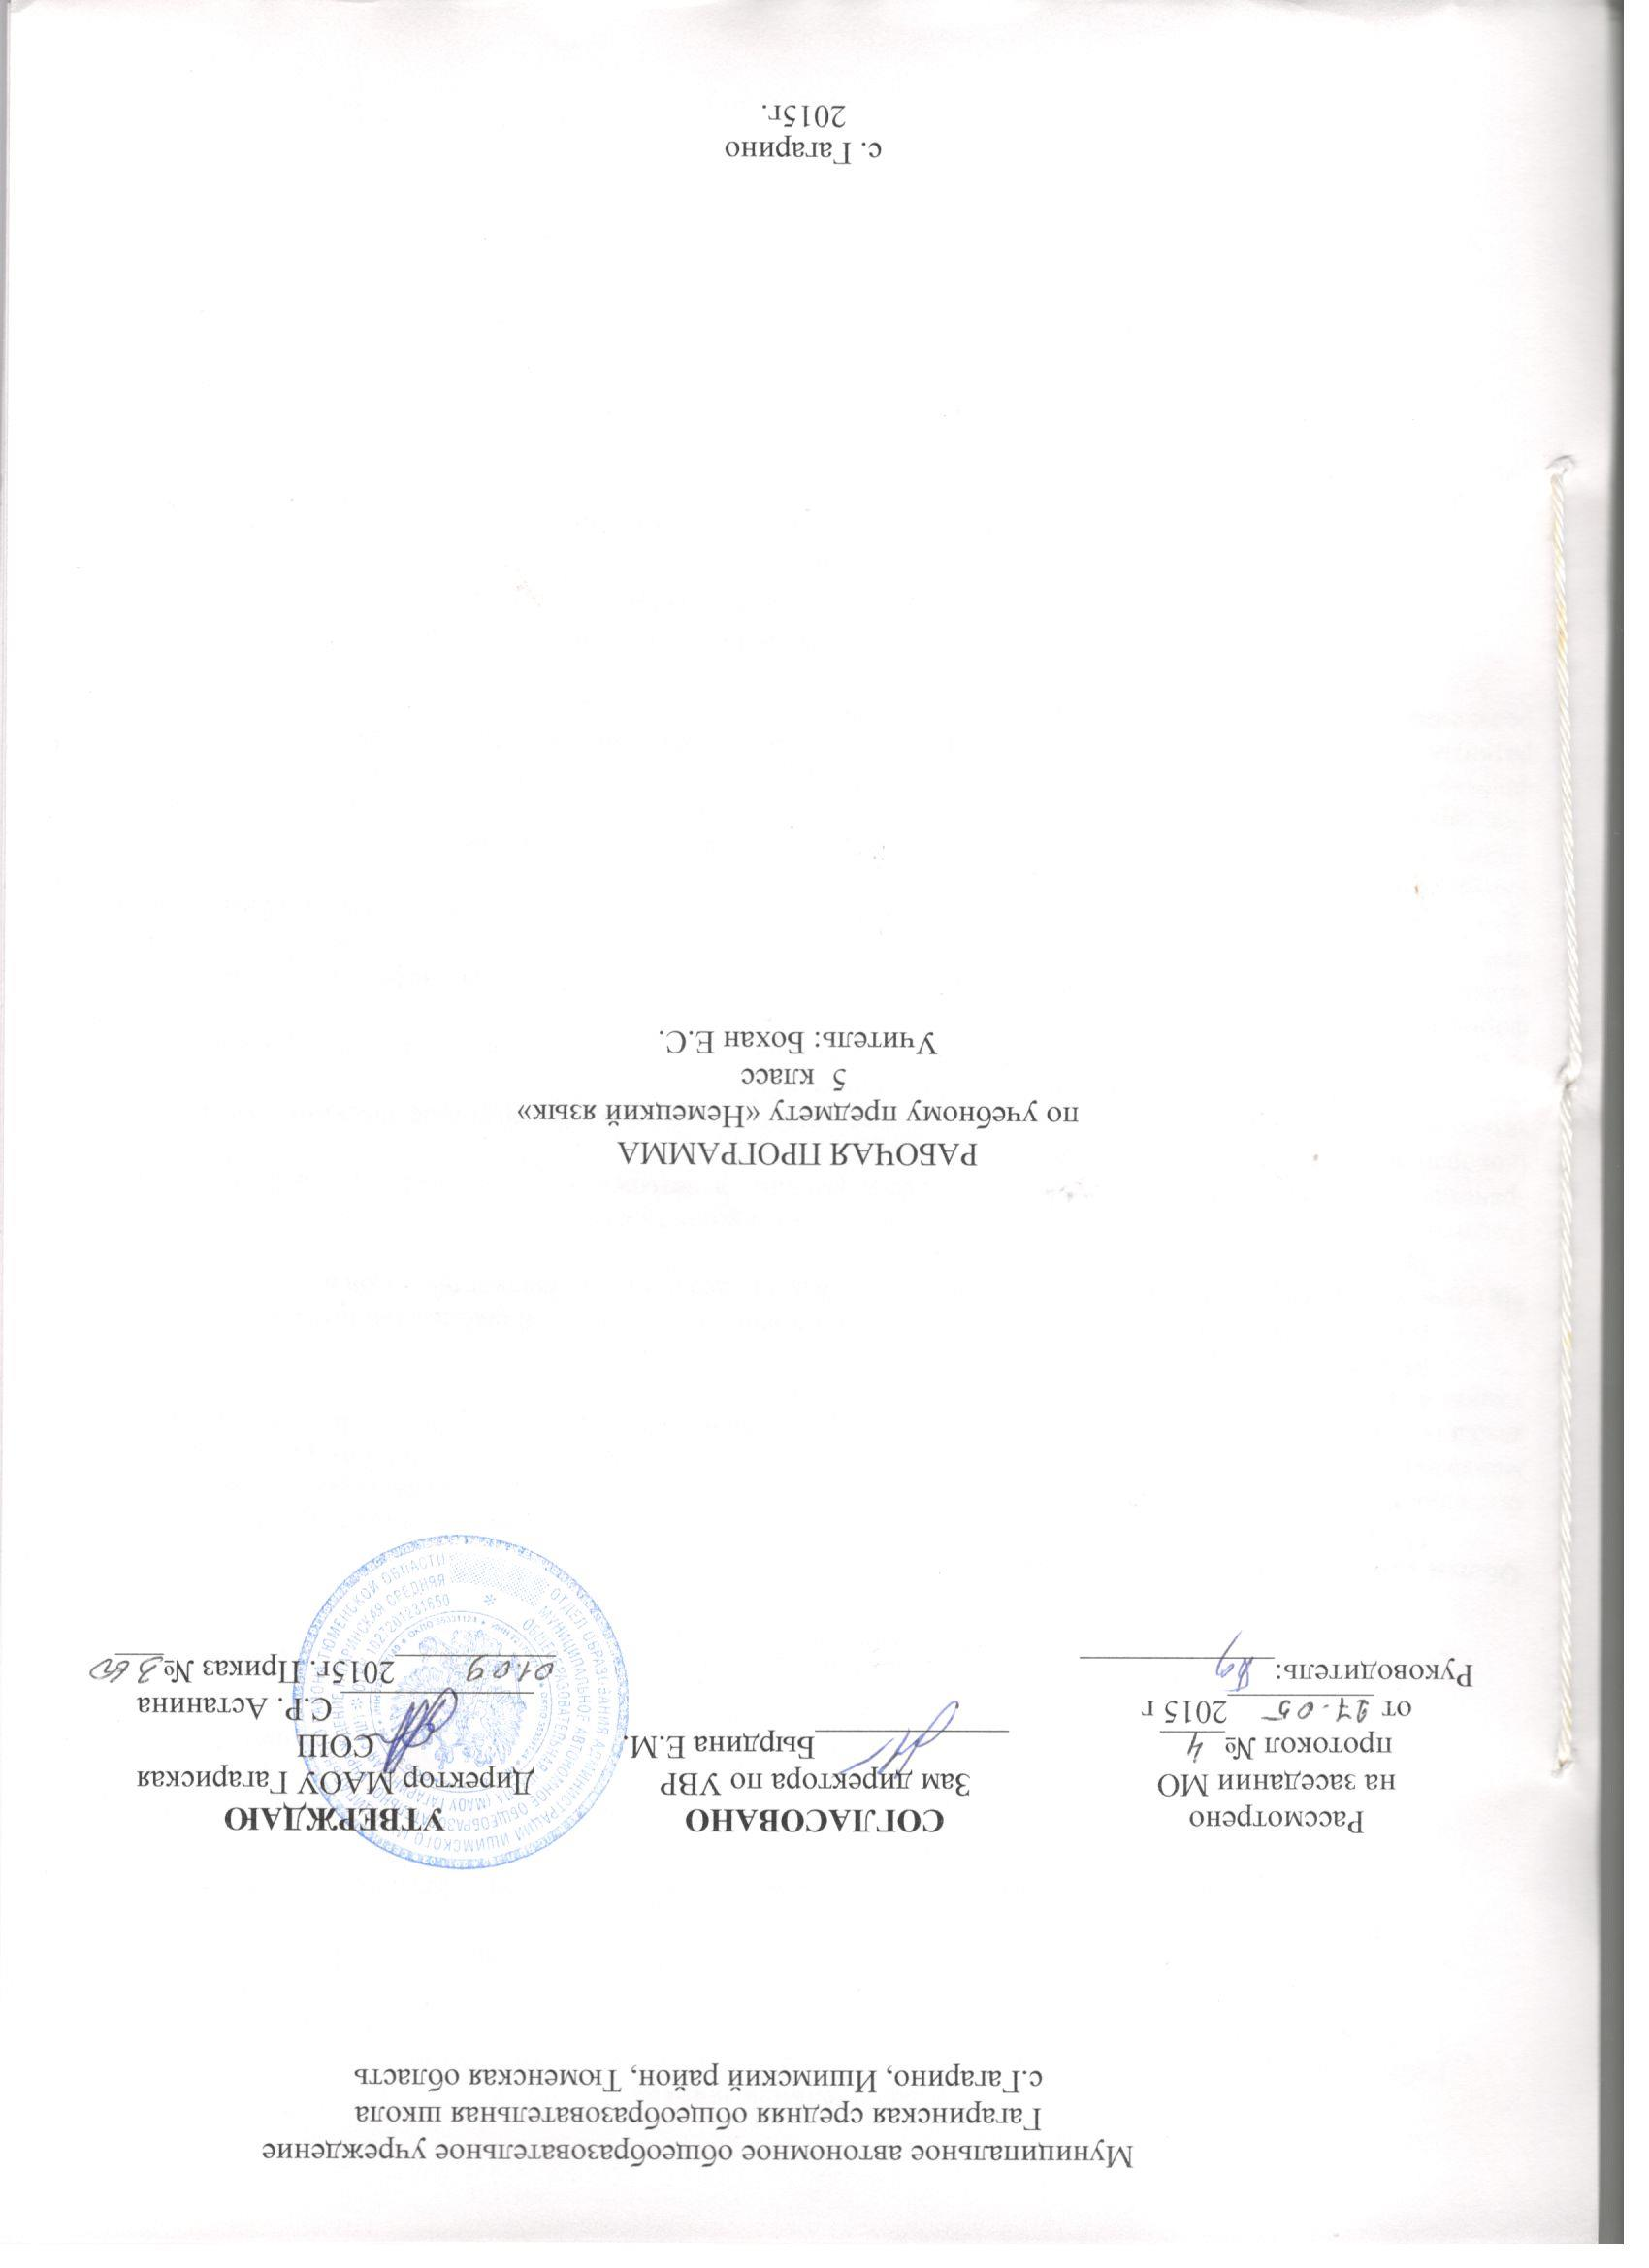 Муниципальное автономное общеобразовательное учреждение
Гагаринская средняя общеобразовательная школа
с.Гагарино, Ишимский район, Тюменская область
Рассмотрено
на заседании МО
протокол № 4
от 27.05 2015 г
Руководитель:
СОГЛАСОВАНО
Зам директора по УВР
Бырдина Е.М.
УТВЕРЖДАЮ
Директор МАОУ Гагариская
СОШ
С.Р. Астанина
01.09 2015г. Приказ №
РАБОЧАЯ ПРОГРАММА
по учебному предмету «Немецкий язык»
5 класс
Учитель: Бохан Е.С.
с. Гагарино
2015г.